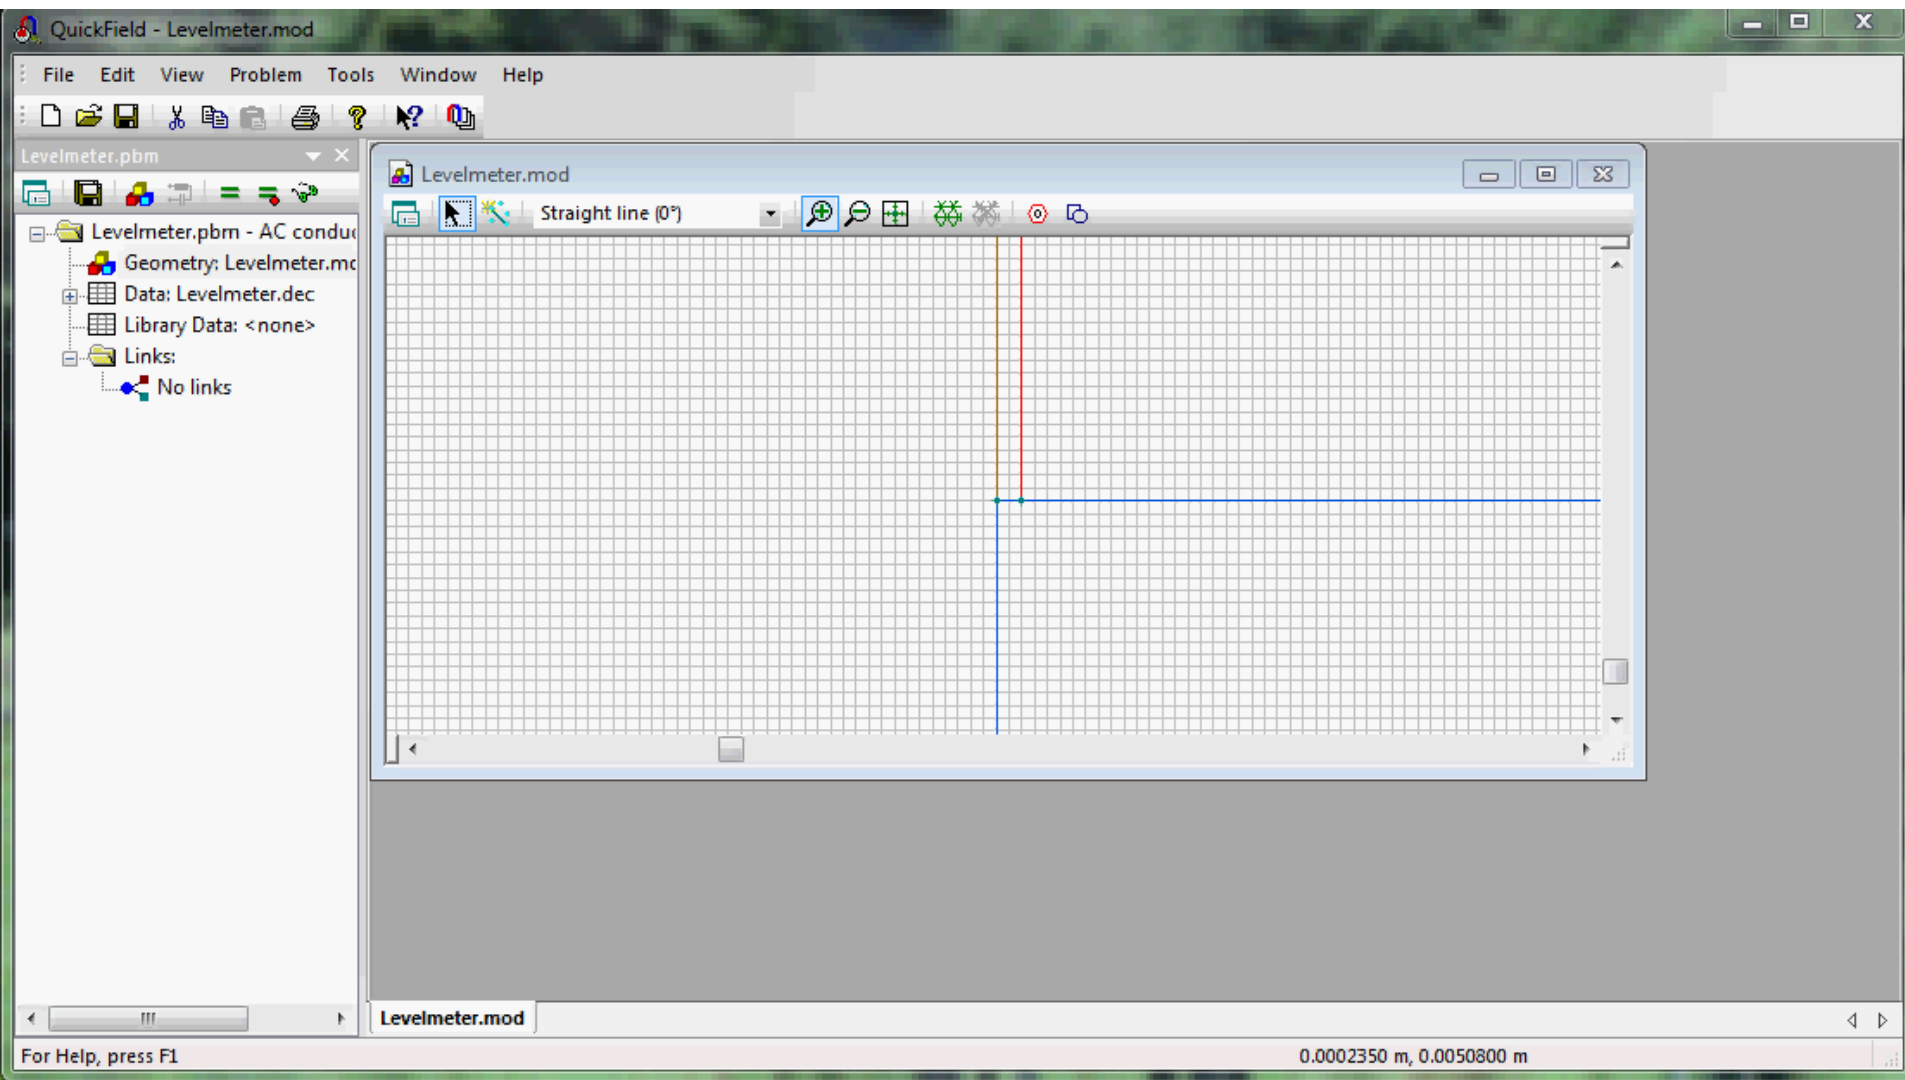 QuickField - Levelmeter.mod
File Edit View Problem Tools Window Help
Levelmeter.pbm
Levelmeter.mod
Straight line (0°)
Levelmeter.pbm - AC conduc
Geometry: Levelmeter.mo
Data: Levelmeter.dec
Library Data: <none>
Links:
No links
Levelmeter.mod
For Help, press F1
0.0002350 m, 0.0050800 m